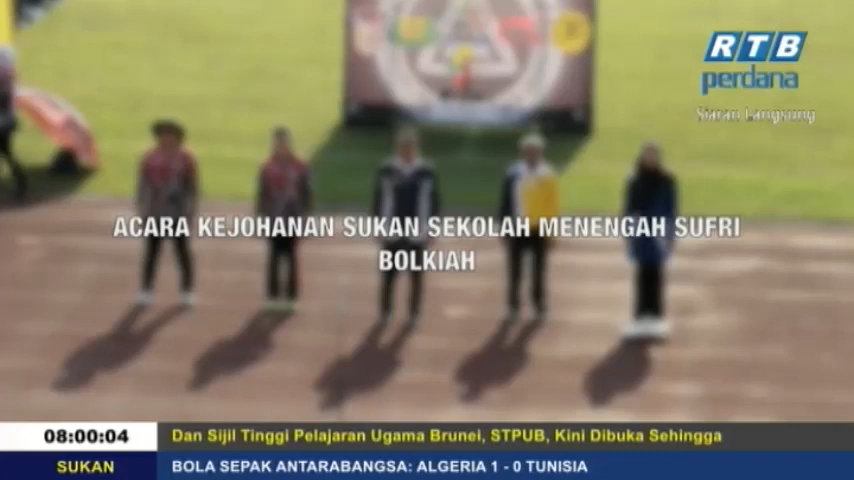 RTB
perdana
Siaran Langsung
ACARA KEJOHANAN SUKAN SEKOLAH MENENGAH SUFRI
BOLKIAH
08:00:04
Dan Sijil Tinggi Pelajaran Ugama Brunei, STPUB, Kini Dibuka Sehingga
SUKAN
BOLA SEPAK ANTARABANGSA: ALGERIA 1 - 0 TUNISIA